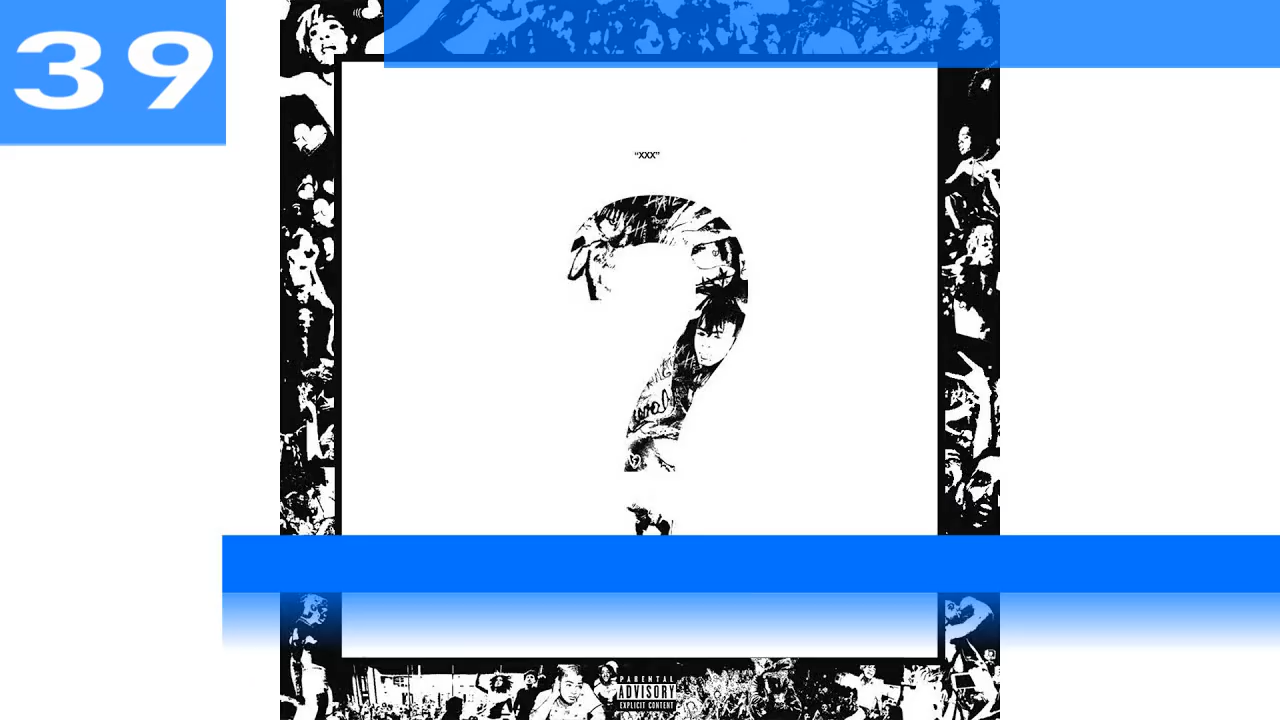 39
“XXX”
?
PARENTAL
ADVISORY
EXPLICIT CONTENT